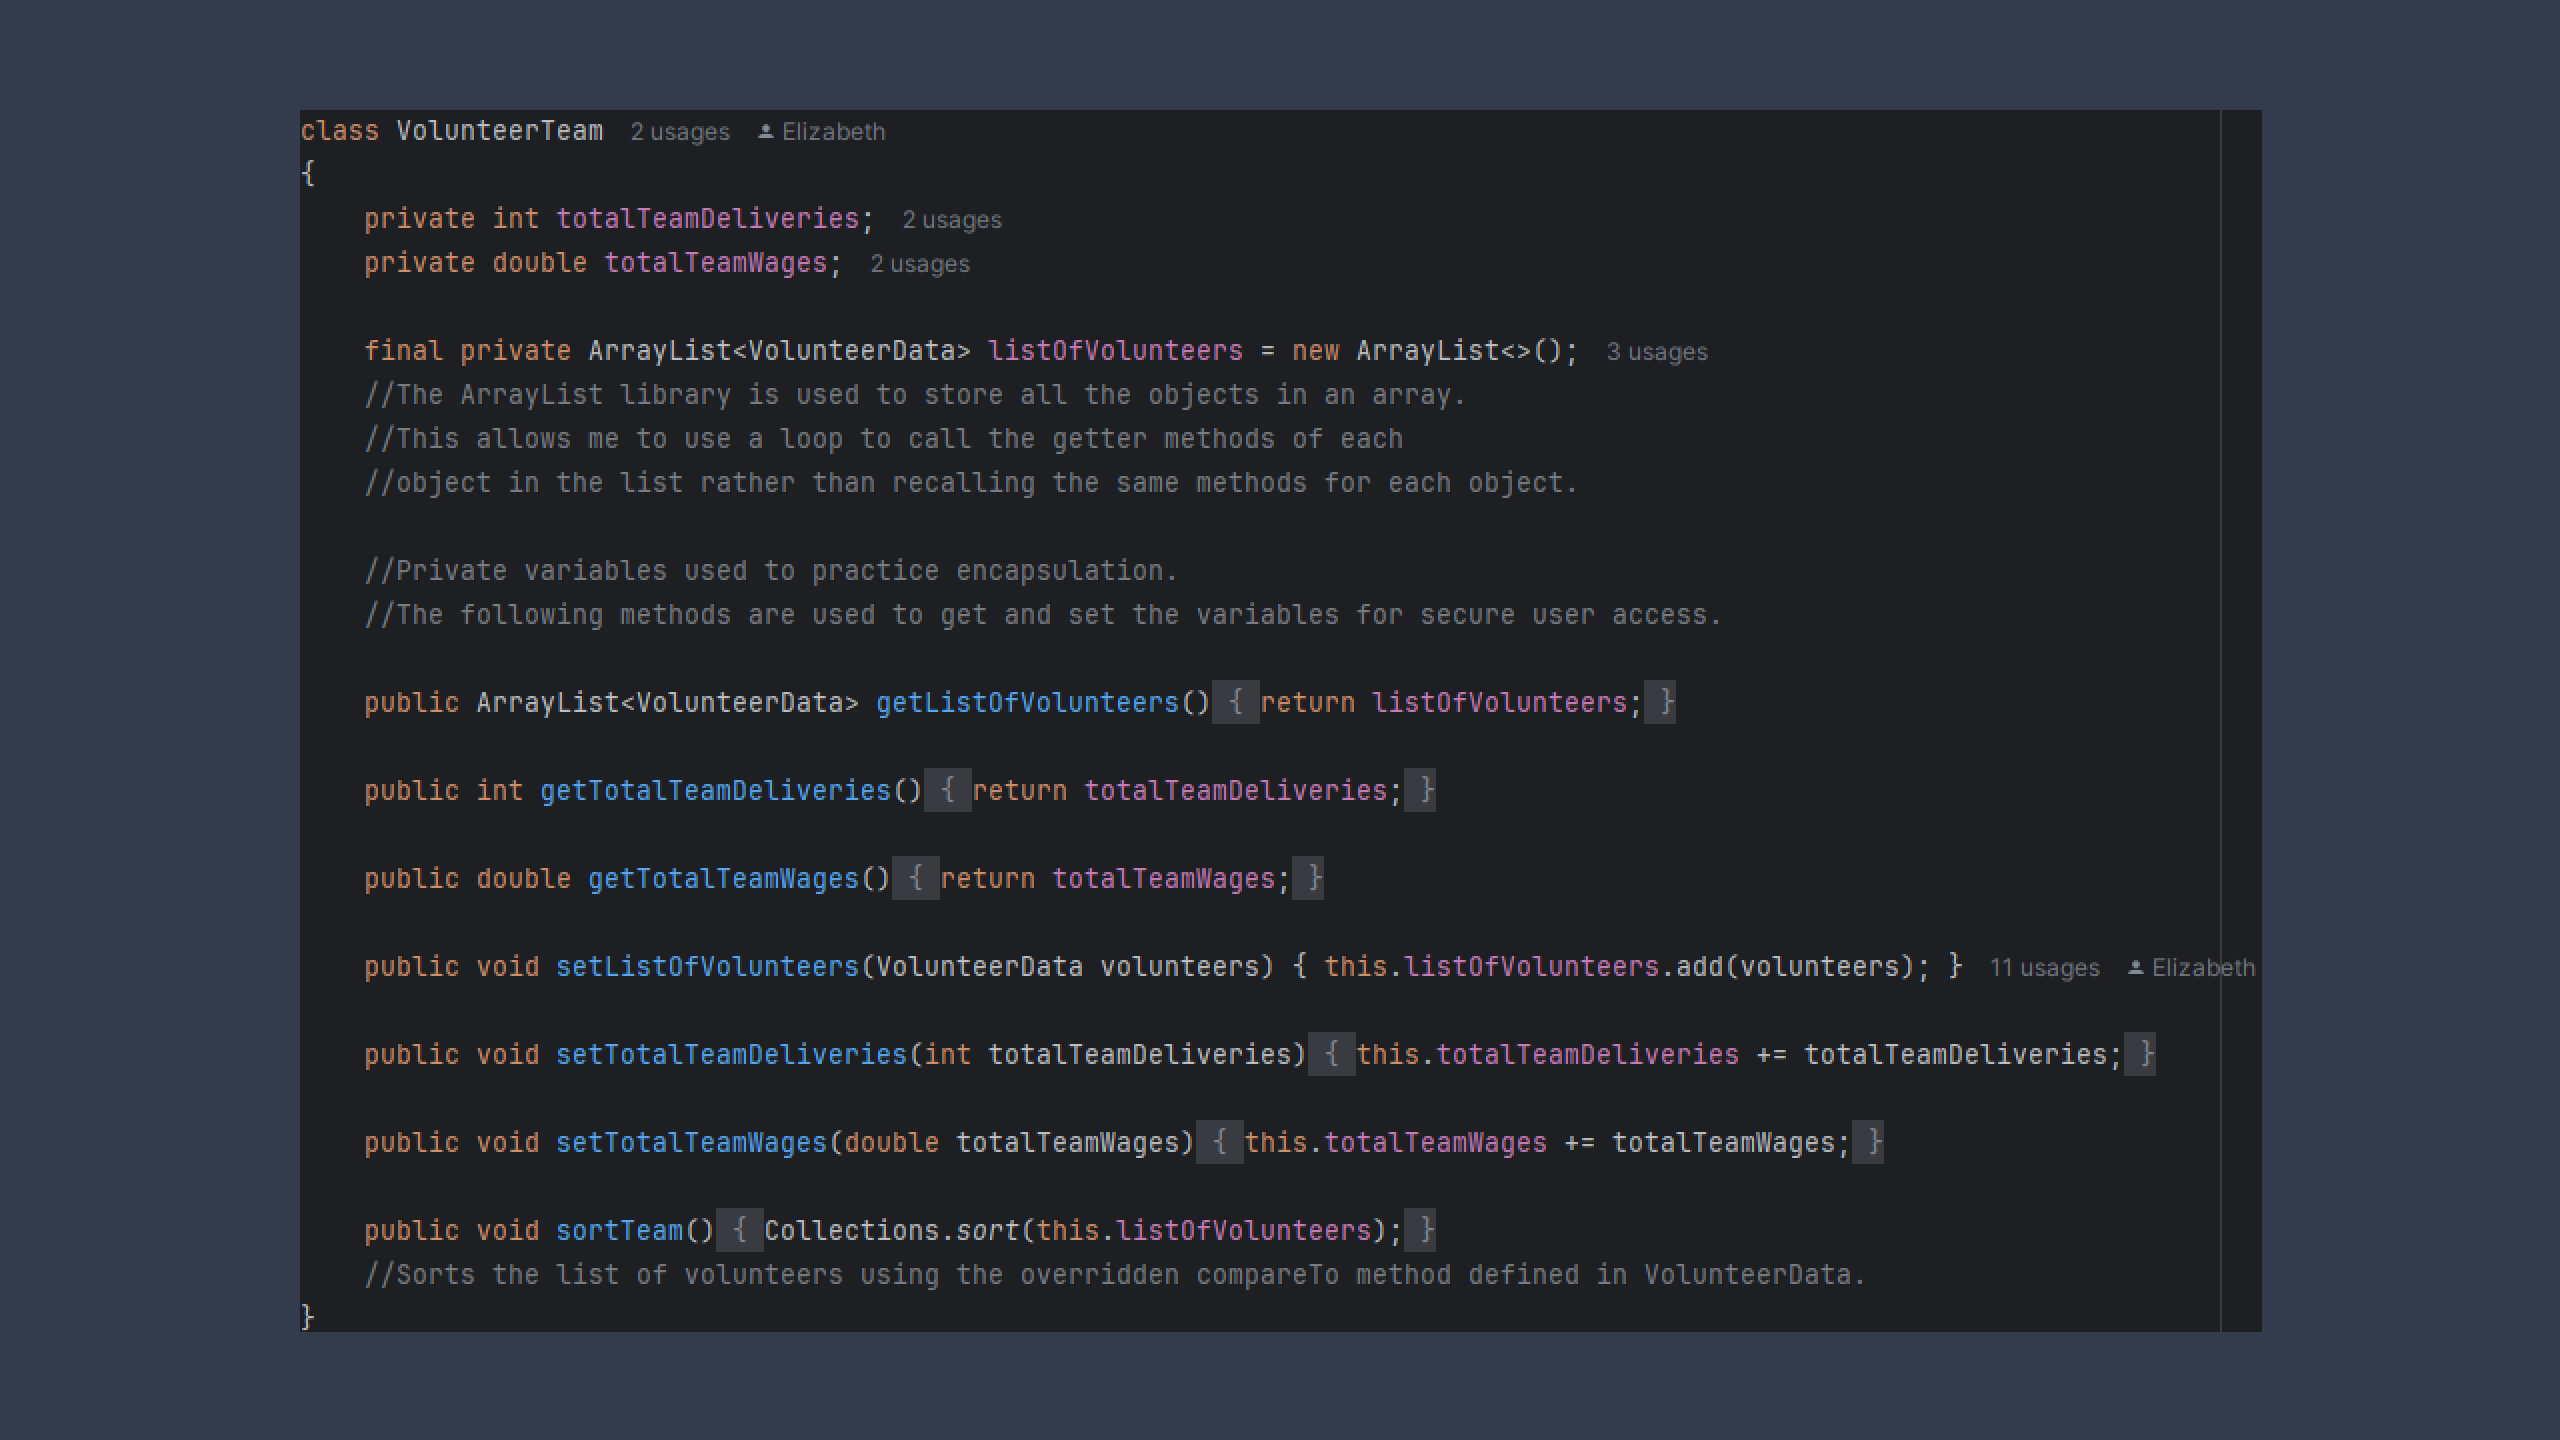 class VolunteerTeam 2 usages Elizabeth
{
private int totalTeamDeliveries; 2 usages
private double totalTeamWages; 2 usages
final private ArrayList<VolunteerData> listOfVolunteers = new ArrayList<>(); 3 usages
//The ArrayList library is used to store all the objects in an array.
//This allows me to use a loop to call the getter methods of each
//object in the list rather than recalling the same methods for each object.
//Private variables used to practice encapsulation.
//The following methods are used to get and set the variables for secure user access.
public ArrayList<VolunteerData> getListOfVolunteers() { return listOfVolunteers; }
public int getTotalTeamDeliveries() { return totalTeamDeliveries; }
public double getTotalTeamWages() { return totalTeamWages; }
public void setListOfVolunteers(VolunteerData volunteers) { this.listOfVolunteers.add(volunteers); } 11 usages Elizabeth
public void setTotalTeamDeliveries(int totalTeamDeliveries) { this.totalTeamDeliveries += totalTeamDeliveries; }
public void setTotalTeamWages(double totalTeamWages) { this.totalTeamWages += totalTeamWages; }
public void sortTeam() { Collections.sort(this.listOfVolunteers); }
//Sorts the list of volunteers using the overridden compareTo method defined in VolunteerData.
}